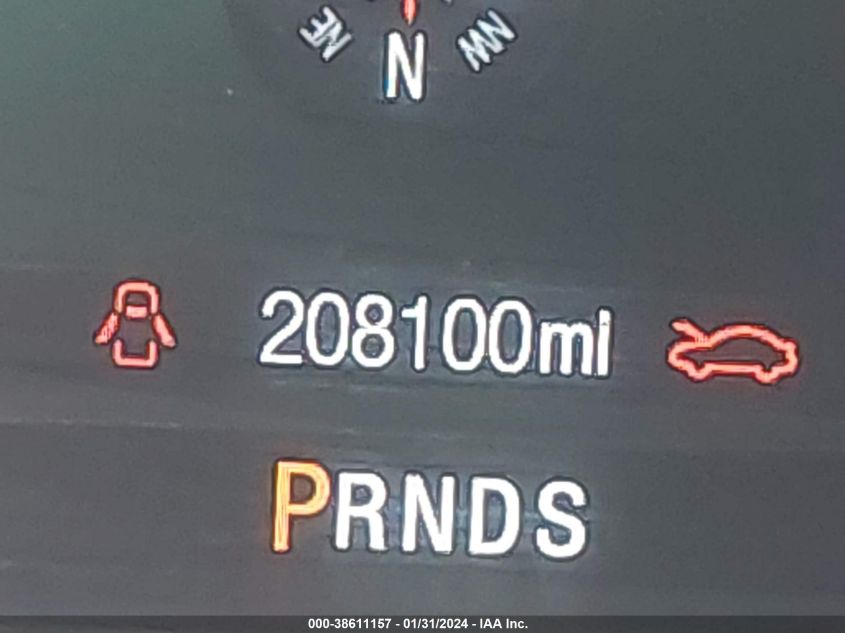 NE N NW
208100mi
PRNDS
000-38611157 - 01/31/2024 - IAA Inc.